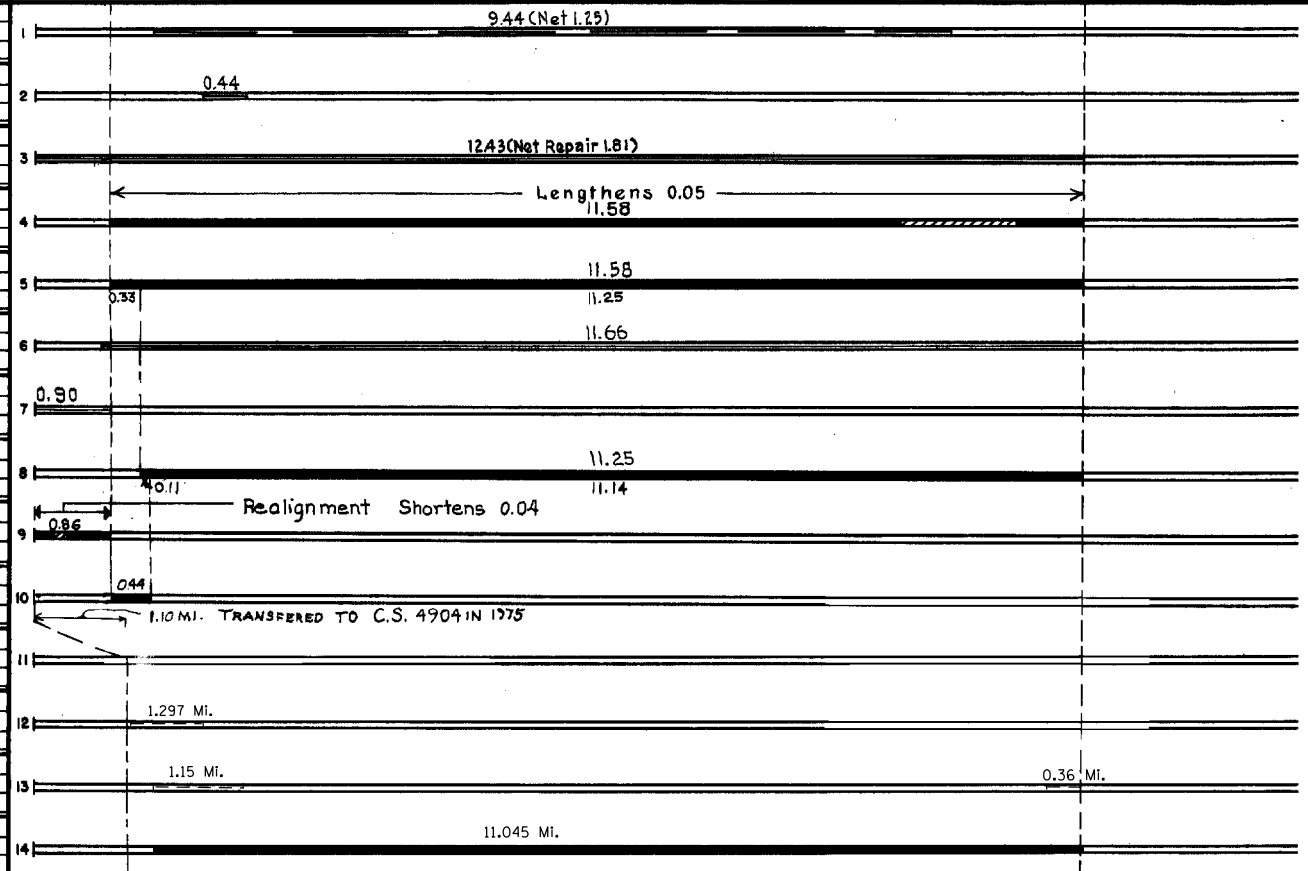 9.44 (Net 1.25)
1
0.44
2
12.43 (Net Repair 1.81)
3
Lengthens 0.05
11.58
4
11.58
5
0.33
11.25
11.66
6
0.90
7
11.25
8
0.11
11.14
Realignment Shortens 0.04
0.86
9
0.44
10
1.10 MI. TRANSFERED TO C.S. 4904 IN 1975
11
1.297 Mi.
12
1.15 Mi.
0.36 Mi.
13
11.045 Mi.
14